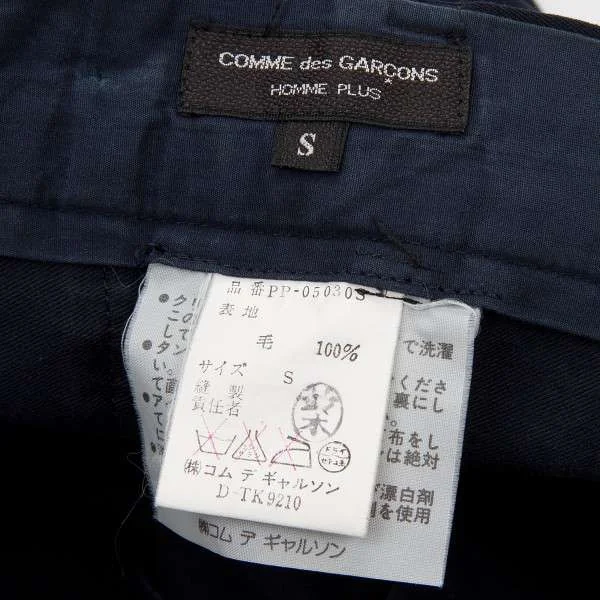 COMME des GARÇONS
HOMME PLUS
S
品番PP-05030S
表地
毛 100%
サイズ S
縫製
責任者
㈱コム デ ギャルソン
D-TK9210
で洗濯
くださ
裏にし
布をし
は絶対
漂白剤
を使用
㈱コム デ ギャルソン